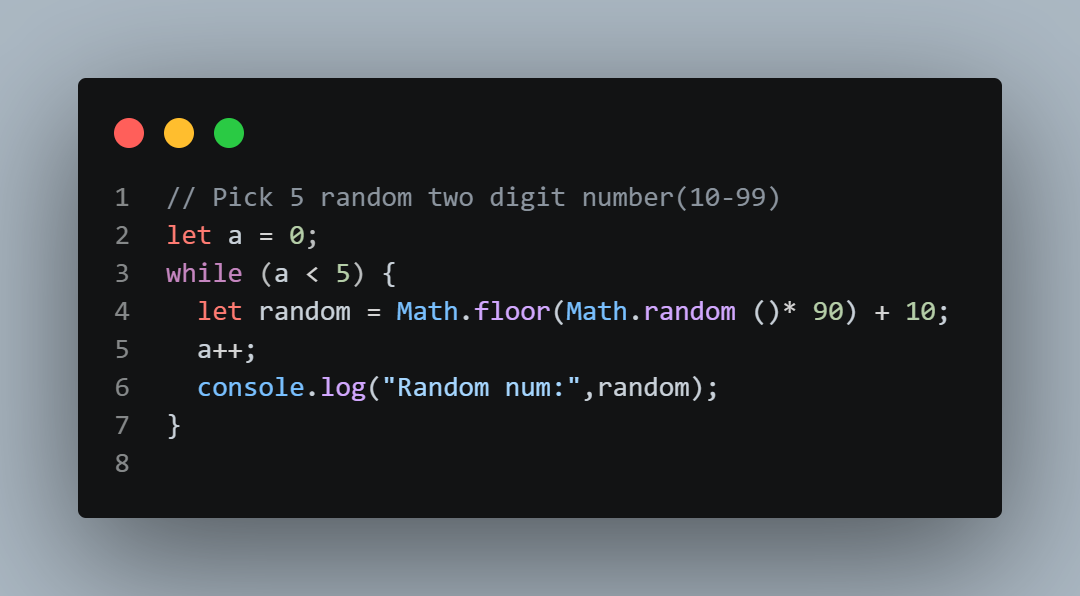 1 // Pick 5 random two digit number(10-99)
2 let a = 0;
3 while (a < 5) {
4   let random = Math.floor(Math.random ()* 90) + 10;
5   a++;
6   console.log("Random num:",random);
7 }
8